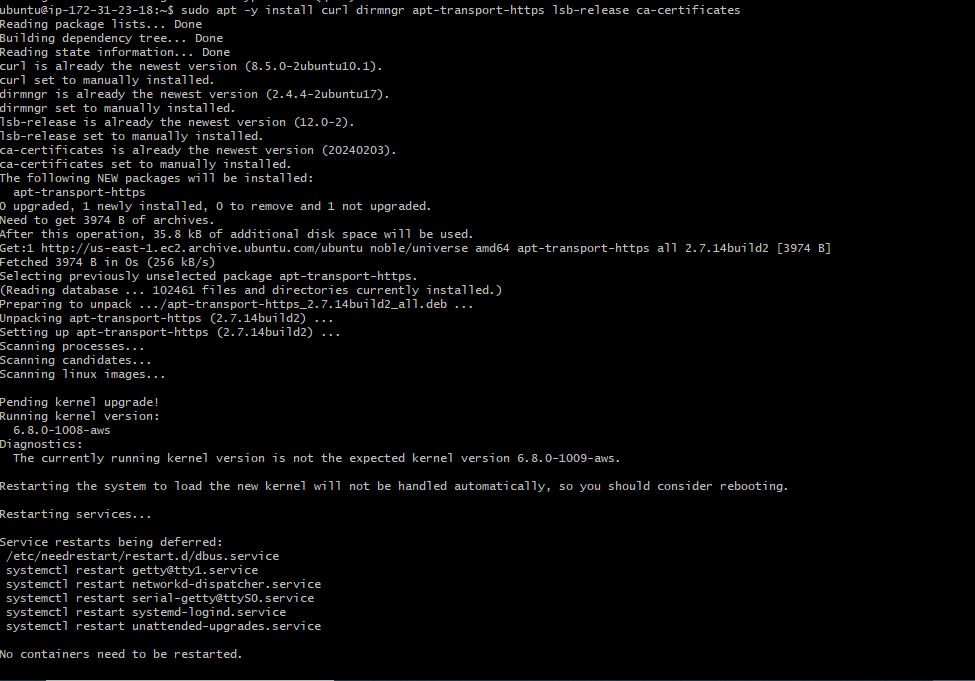 ubuntu@ip-172-31-23-18:~$ sudo apt -y install curl dirmngr apt-transport-https lsb-release ca-certificates
Reading package lists... Done
Building dependency tree... Done
Reading state information... Done
curl is already the newest version (8.5.0-2ubuntu10.1).
curl set to manually installed.
dirmngr is already the newest version (2.4.4-2ubuntu17).
dirmngr set to manually installed.
lsb-release is already the newest version (12.0-2).
lsb-release set to manually installed.
ca-certificates is already the newest version (20240203).
ca-certificates set to manually installed.
The following NEW packages will be installed:
  apt-transport-https
0 upgraded, 1 newly installed, 0 to remove and 1 not upgraded.
Need to get 3974 B of archives.
After this operation, 35.8 kB of additional disk space will be used.
Get:1 http://us-east-1.ec2.archive.ubuntu.com/ubuntu noble/universe amd64 apt-transport-https all 2.7.14build2 [3974 B]
Fetched 3974 B in 0s (256 kB/s)
Selecting previously unselected package apt-transport-https.
(Reading database ... 102461 files and directories currently installed.)
Preparing to unpack .../apt-transport-https_2.7.14build2_all.deb ...
Unpacking apt-transport-https (2.7.14build2) ...
Setting up apt-transport-https (2.7.14build2) ...
Scanning processes...
Scanning candidates...
Scanning linux images...
Pending kernel upgrade!
Running kernel version:
  6.8.0-1008-aws
Diagnostics:
  The currently running kernel version is not the expected kernel version 6.8.0-1009-aws.
Restarting the system to load the new kernel will not be handled automatically, so you should consider rebooting.
Restarting services...
Service restarts being deferred:
 /etc/needrestart/restart.d/dbus.service
 systemctl restart getty@tty1.service
 systemctl restart networkd-dispatcher.service
 systemctl restart serial-getty@ttyS0.service
 systemctl restart systemd-logind.service
 systemctl restart unattended-upgrades.service
No containers need to be restarted.